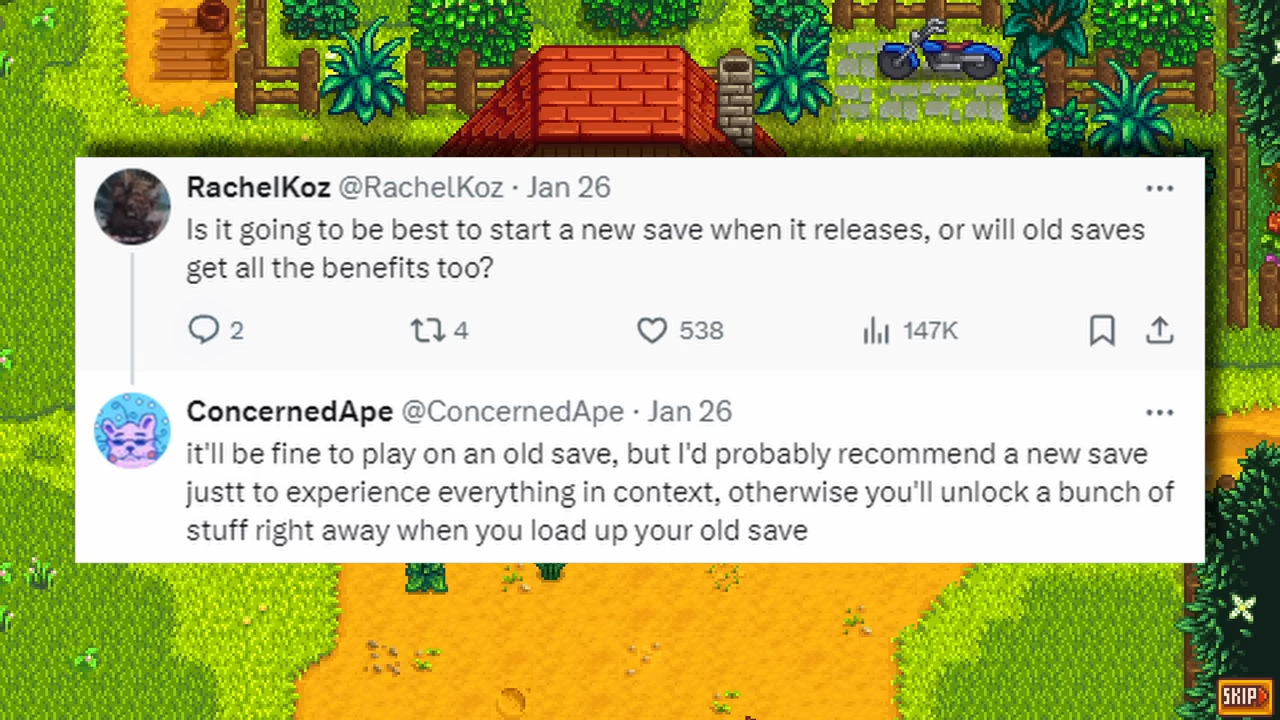 RachelKoz @RachelKoz · Jan 26
Is it going to be best to start a new save when it releases, or will old saves
get all the benefits too?
2 4 538 147K
ConcernedApe @ConcernedApe · Jan 26
it'll be fine to play on an old save, but I'd probably recommend a new save
justt to experience everything in context, otherwise you'll unlock a bunch of
stuff right away when you load up your old save
SKIP